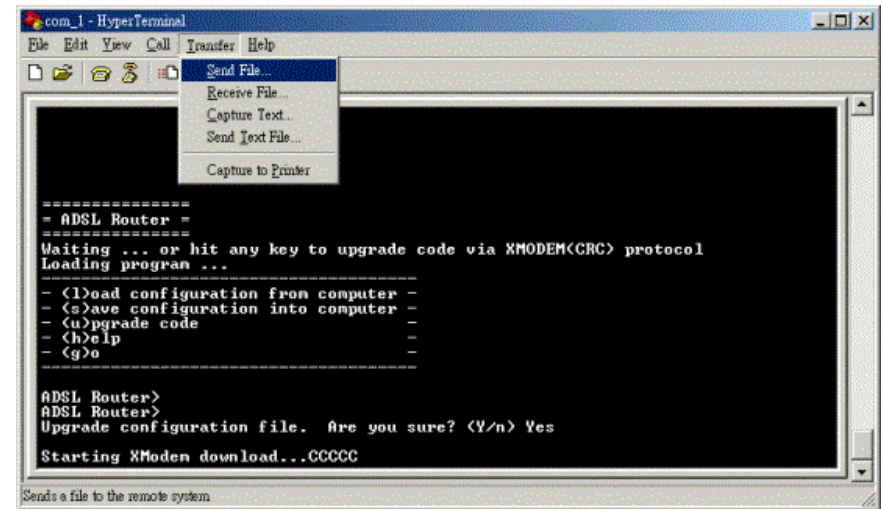 com_1 - HyperTerminal
File Edit View Call Transfer Help
Send File...
Receive File...
Capture Text...
Send Text File...
Capture to Printer
===============
= ADSL Router =
===============
Waiting ... or hit any key to upgrade code via XMODEM(CRC) protocol
Loading program ...
--------------------------------------
- (l)oad configuration from computer -
- (s)ave configuration into computer -
- (u)pgrade code -
- (h)elp -
- (g)o -
--------------------------------------
ADSL Router>
ADSL Router>
Upgrade configuration file. Are you sure? (Y/n) Yes
Starting XModem download...CCCCC
Sends a file to the remote system